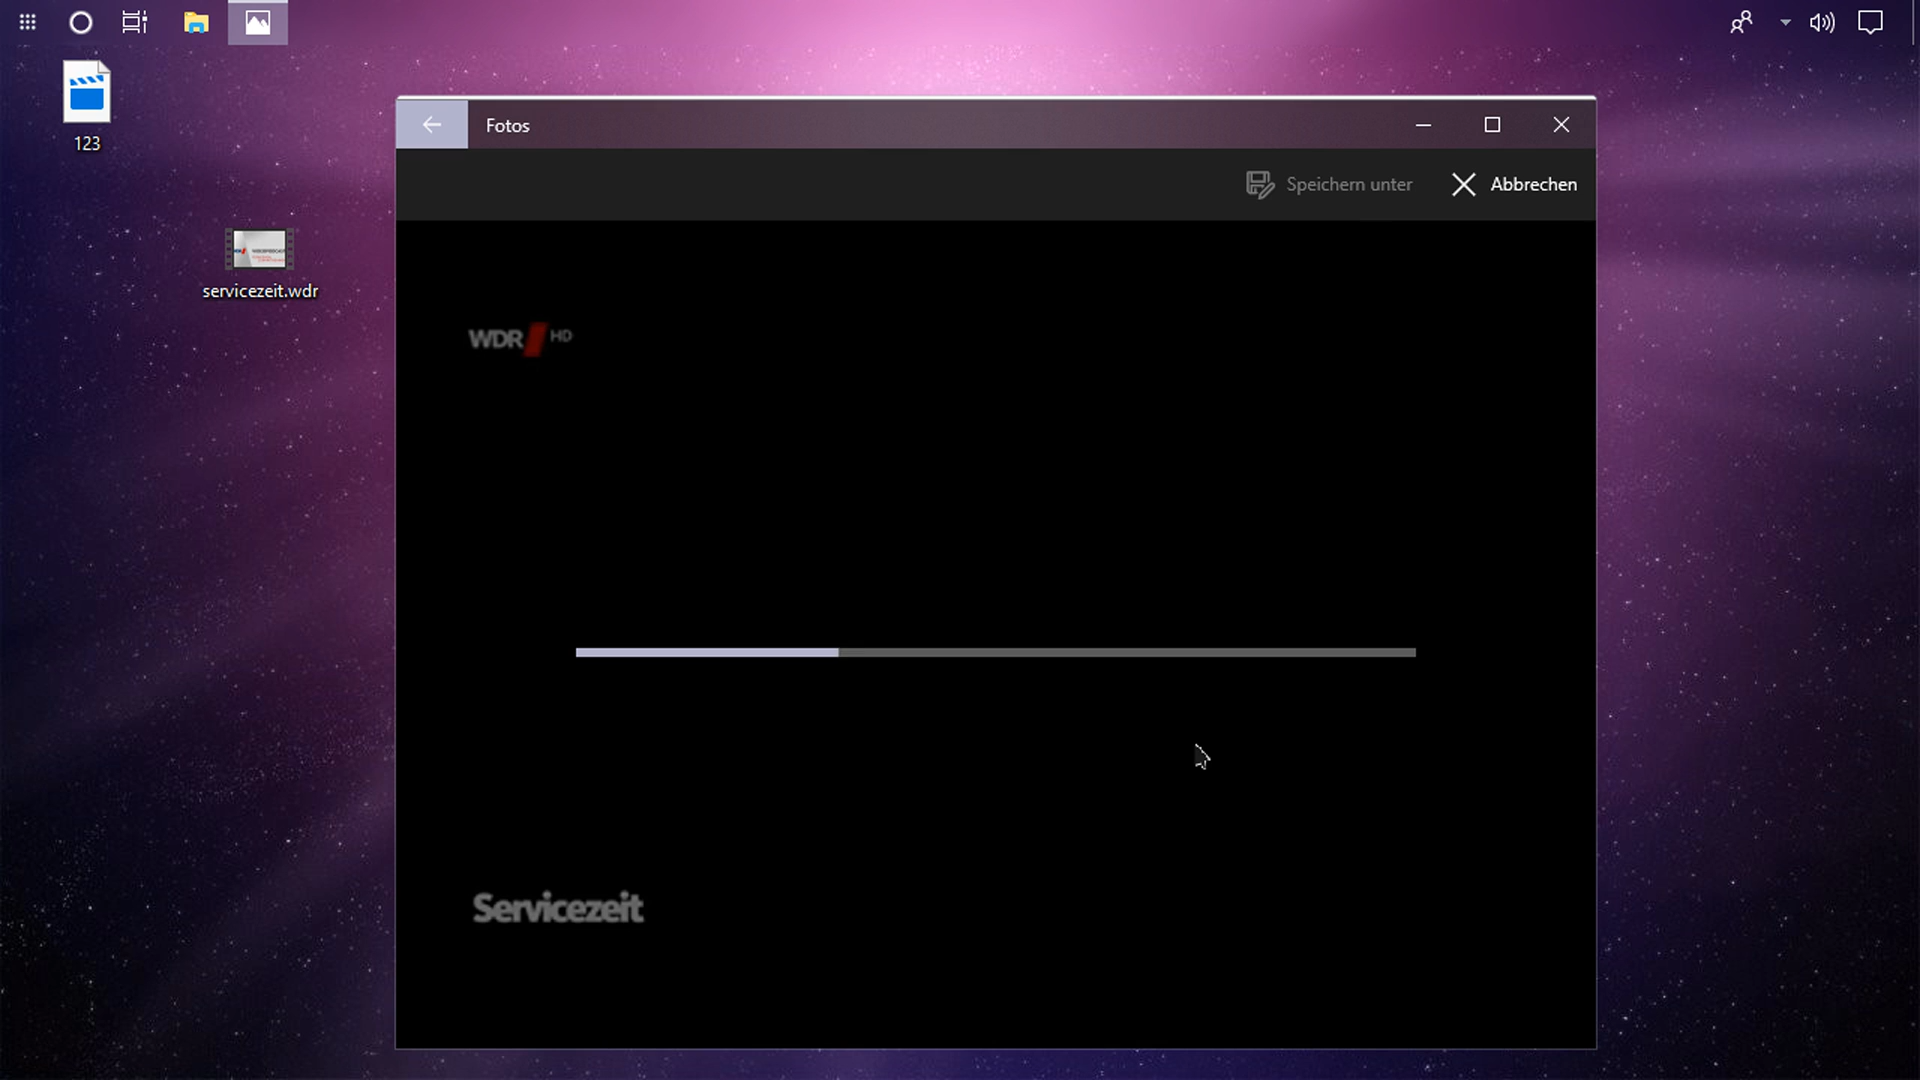 123
servicezeit.wdr
Fotos
Speichern unter
Abbrechen
WDR HD
Servicezeit